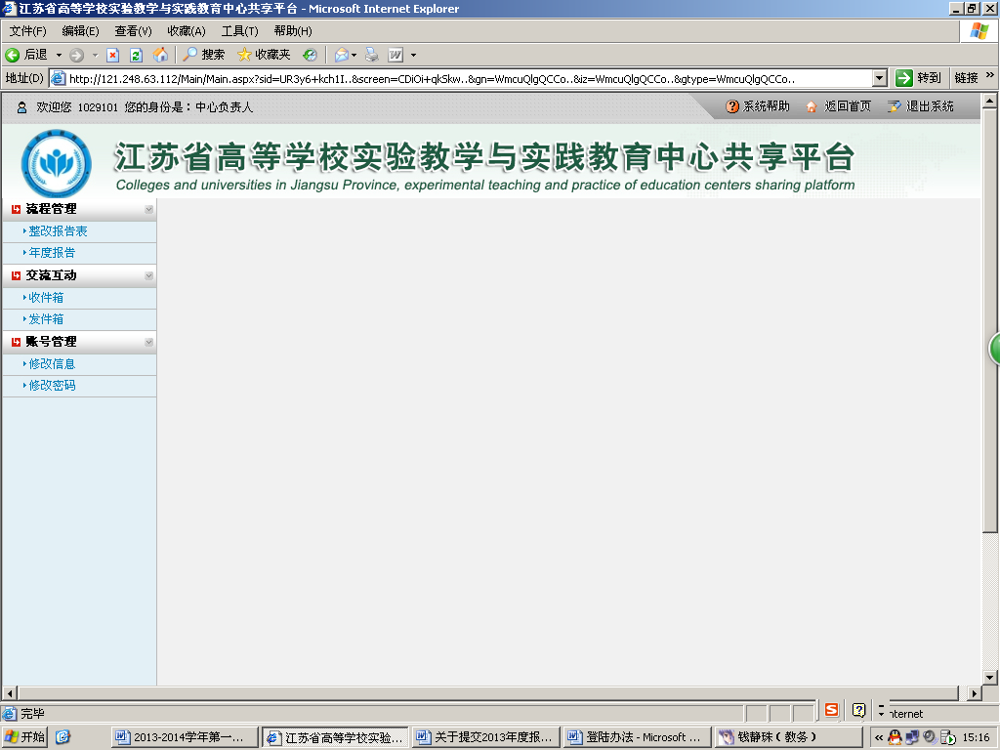 江苏省高等学校实验教学与实践教育中心共享平台 - Microsoft Internet Explorer
文件(F) 编辑(E) 查看(V) 收藏(A) 工具(T) 帮助(H)
后退 搜索 收藏夹
地址(D) http://121.248.63.112/Main/Main.aspx?sid=UR3y6+kch1I..&screen=CDiOi+qkSkw..&gn=WmcuQlgQCCo..&iz=WmcuQlgQCCo..&gtype=WmcuQlgQCCo.. 转到 链接 »
欢迎您 1029101 您的身份是：中心负责人 系统帮助 返回首页 退出系统
江苏省高等学校实验教学与实践教育中心共享平台
Colleges and universities in Jiangsu Province, experimental teaching and practice of education centers sharing platform
流程管理
整改报告表
年度报告
交流互动
收件箱
发件箱
账号管理
修改信息
修改密码
完毕 nternet
开始 2013-2014学年第一... 江苏省高等学校实验... 关于提交2013年度报... 登陆办法 - Microsoft ... 钱静珠（教务） « 15:16